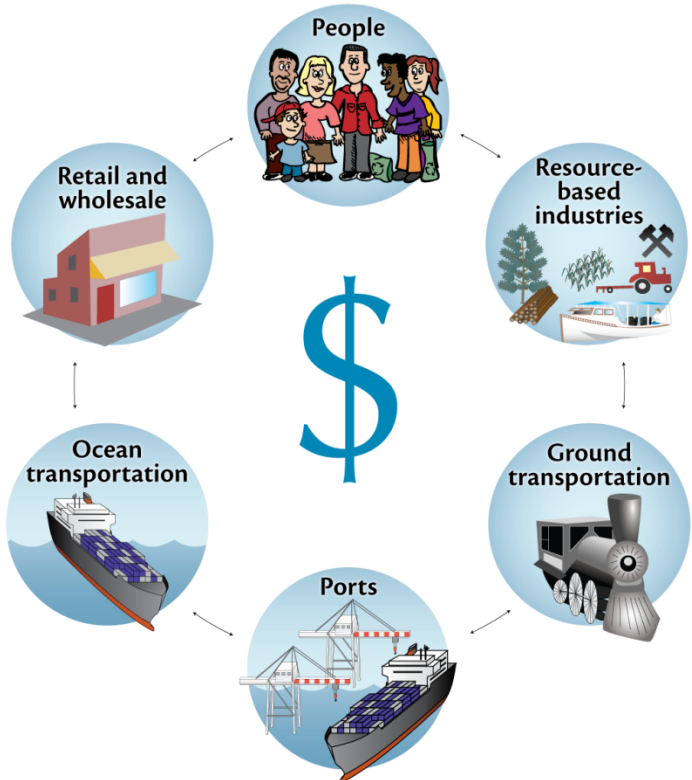 People
Retail and
wholesale
Resource-
based
industries
$
Ocean
transportation
Ground
transportation
Ports